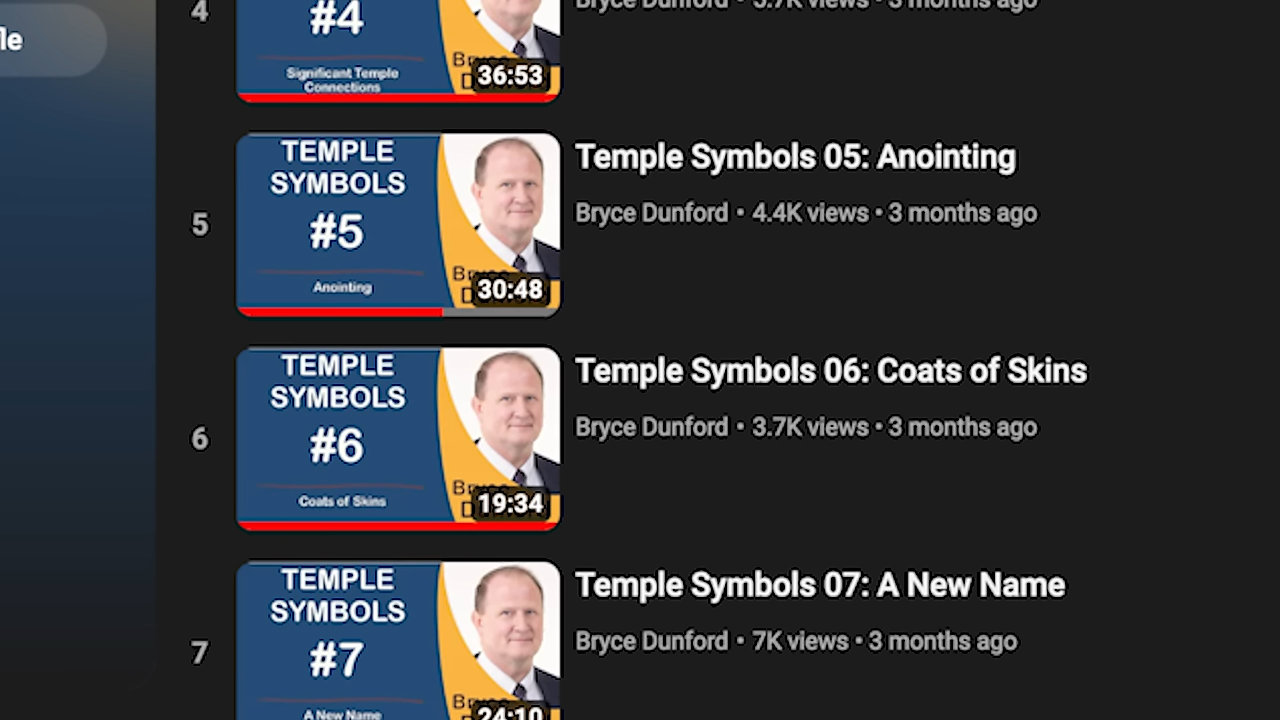 4
Bryce Dunford • 5.7K views • 3 months ago
#4
Significant Temple
Connections
36:53
5
TEMPLE
SYMBOLS
#5
Anointing
30:48
Temple Symbols 05: Anointing
Bryce Dunford • 4.4K views • 3 months ago
6
TEMPLE
SYMBOLS
#6
Coats of Skins
19:34
Temple Symbols 06: Coats of Skins
Bryce Dunford • 3.7K views • 3 months ago
7
TEMPLE
SYMBOLS
#7
A New Name
24:10
Temple Symbols 07: A New Name
Bryce Dunford • 7K views • 3 months ago